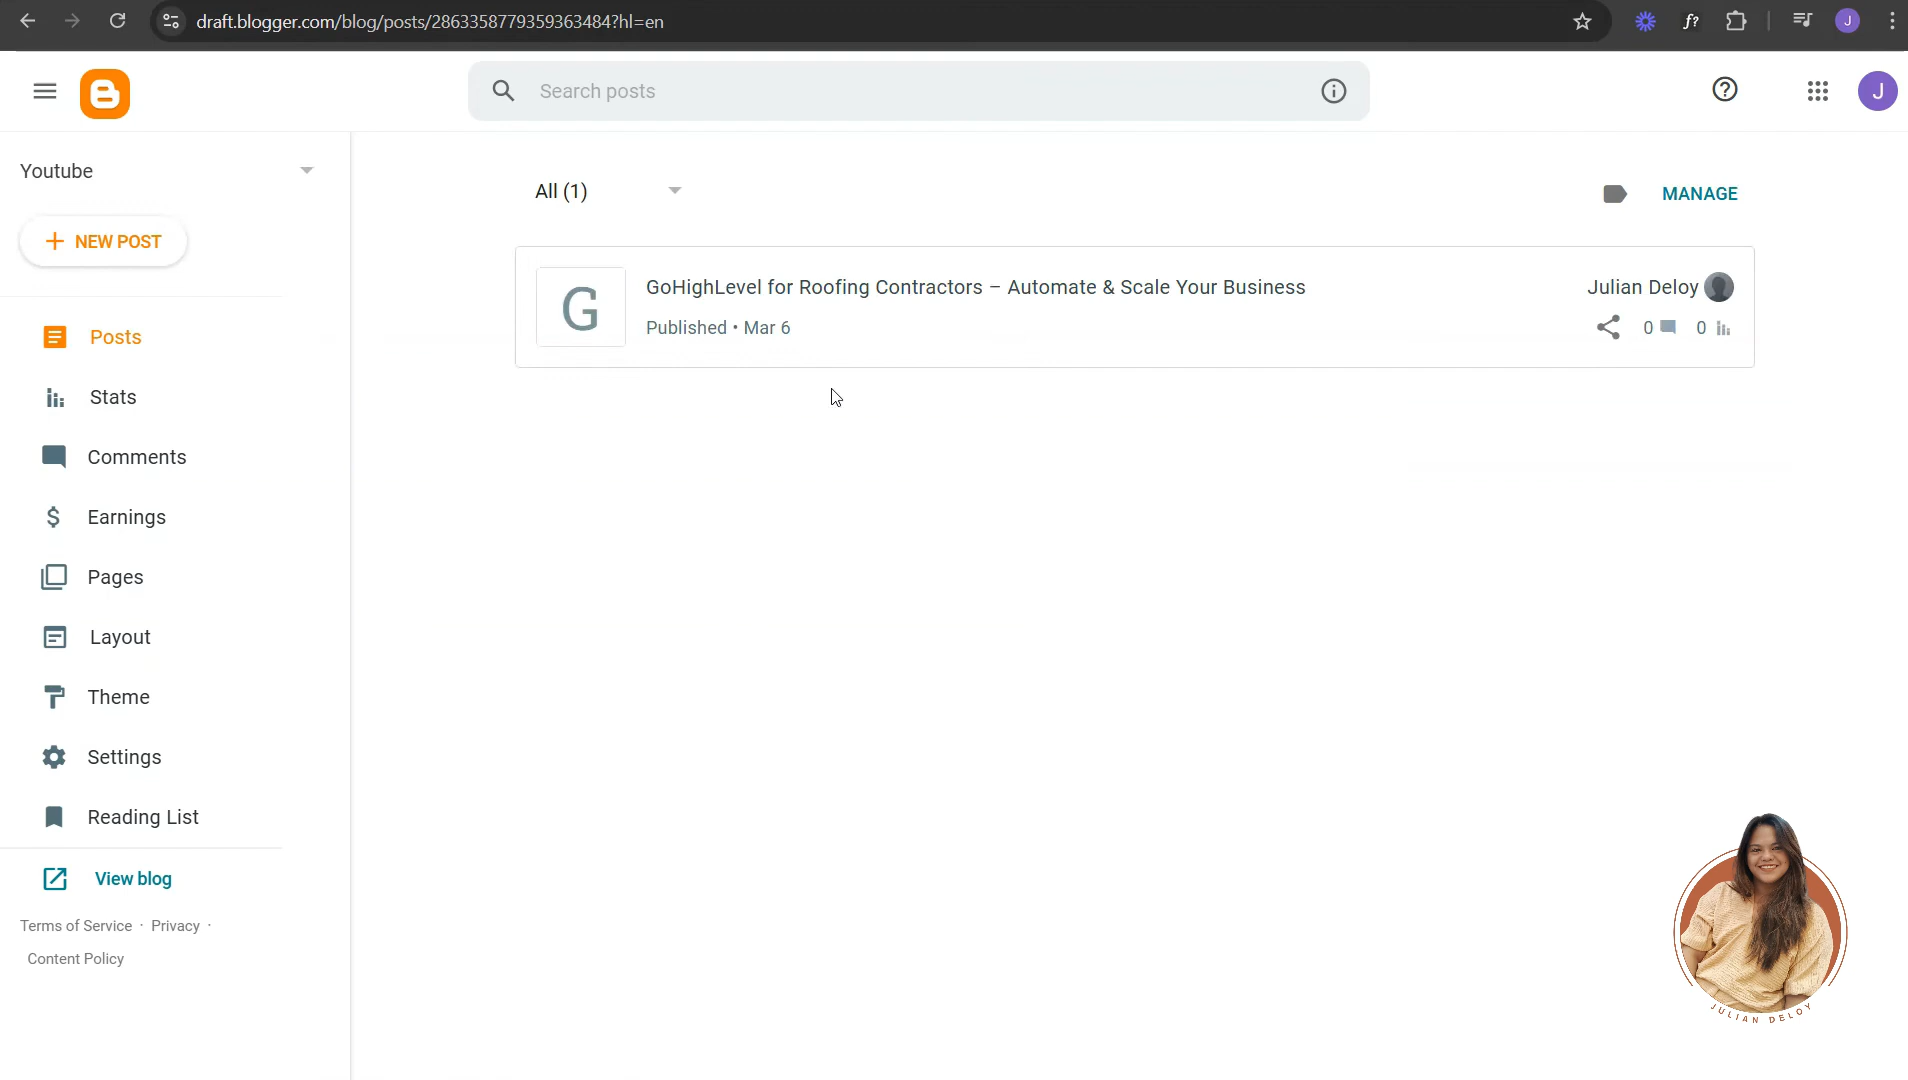 draft.blogger.com/blog/posts/2863358779359363484?hl=en
f?
J
Search posts
J
Youtube
NEW POST
Posts
Stats
Comments
Earnings
Pages
Layout
Theme
Settings
Reading List
View blog
Terms of Service · Privacy ·
Content Policy
All (1)
MANAGE
G
GoHighLevel for Roofing Contractors – Automate & Scale Your Business
Published • Mar 6
Julian Deloy
0 0
JULIAN DELOY